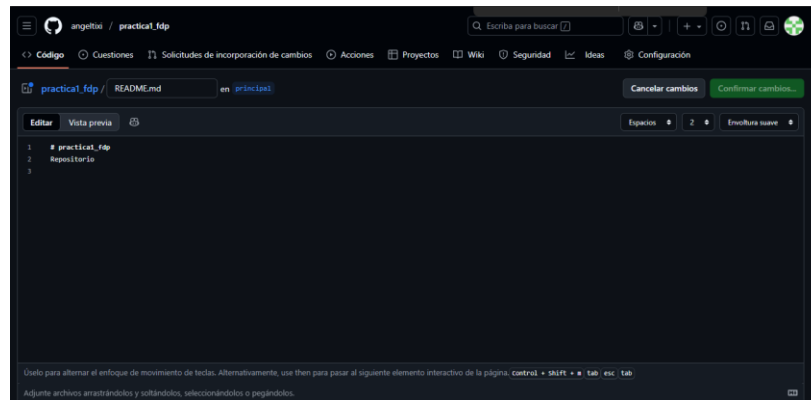 angeltixi / practica1_fdp
Escriba para buscar /
Código Cuestiones Solicitudes de incorporación de cambios Acciones Proyectos Wiki Seguridad Ideas Configuración
practica1_fdp / README.md en principal Cancelar cambios Confirmar cambios...
Editar Vista previa Espacios 2 Envoltura suave
1 # practica1_fdp
2 Repositorio
3
Úselo para alternar el enfoque de movimiento de teclas. Alternativamente, use then para pasar al siguiente elemento interactivo de la página. Control + Shift + m tab esc tab
Adjunte archivos arrastrándolos y soltándolos, seleccionándolos o pegándolos.